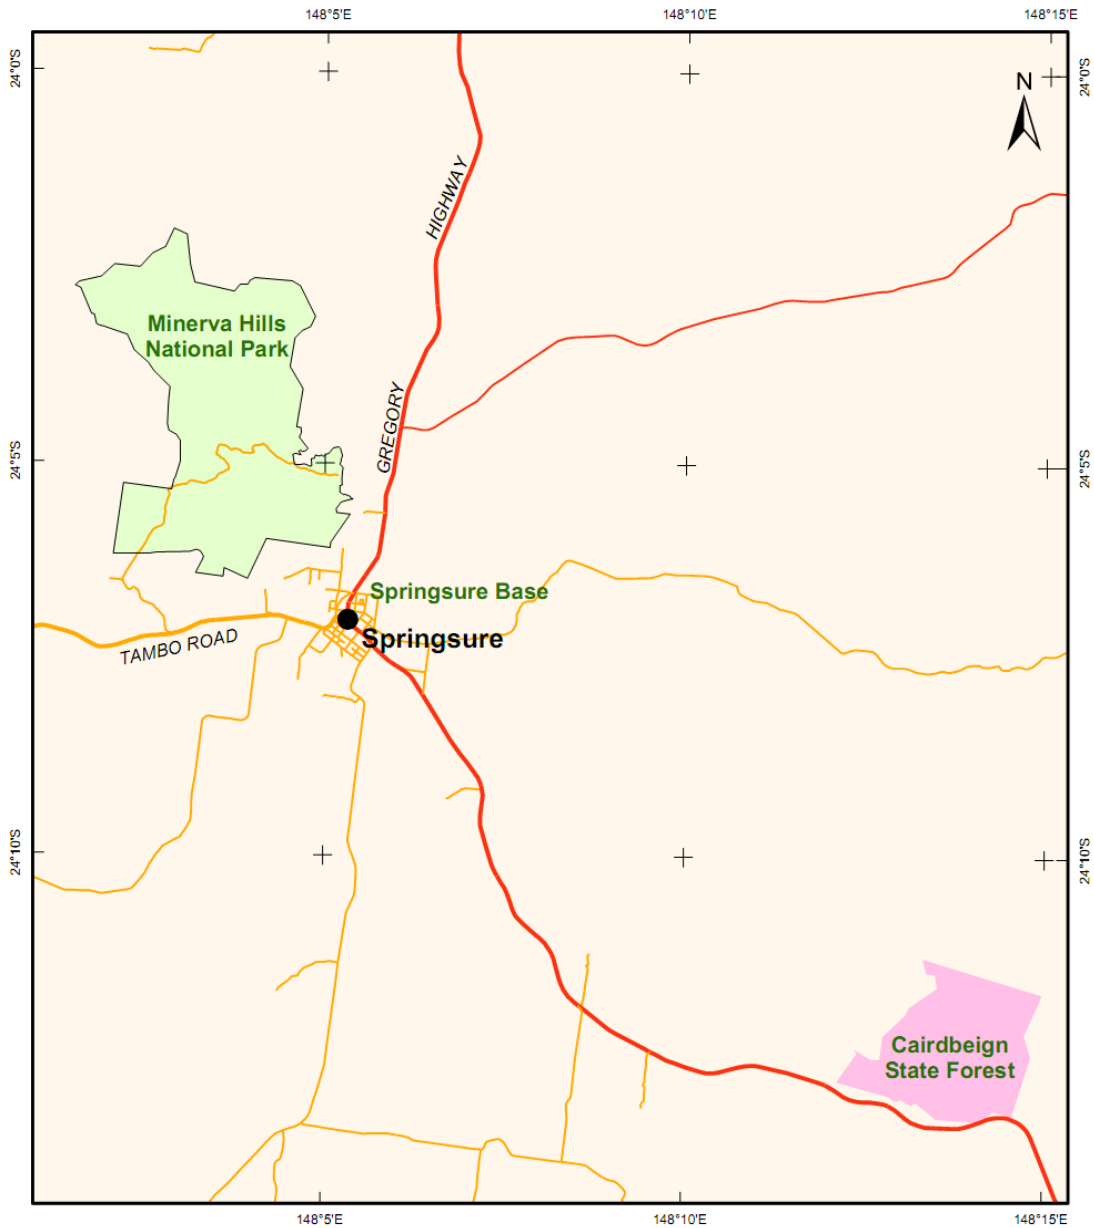 148°5'E
148°10'E
148°15'E
24°0'S
24°0'S
N
HIGHWAY
Minerva Hills
National Park
GREGORY
24°5'S
24°5'S
Springsure Base
Springsure
TAMBO ROAD
24°10'S
24°10'S
Cairdbeign
State Forest
148°5'E
148°10'E
148°15'E